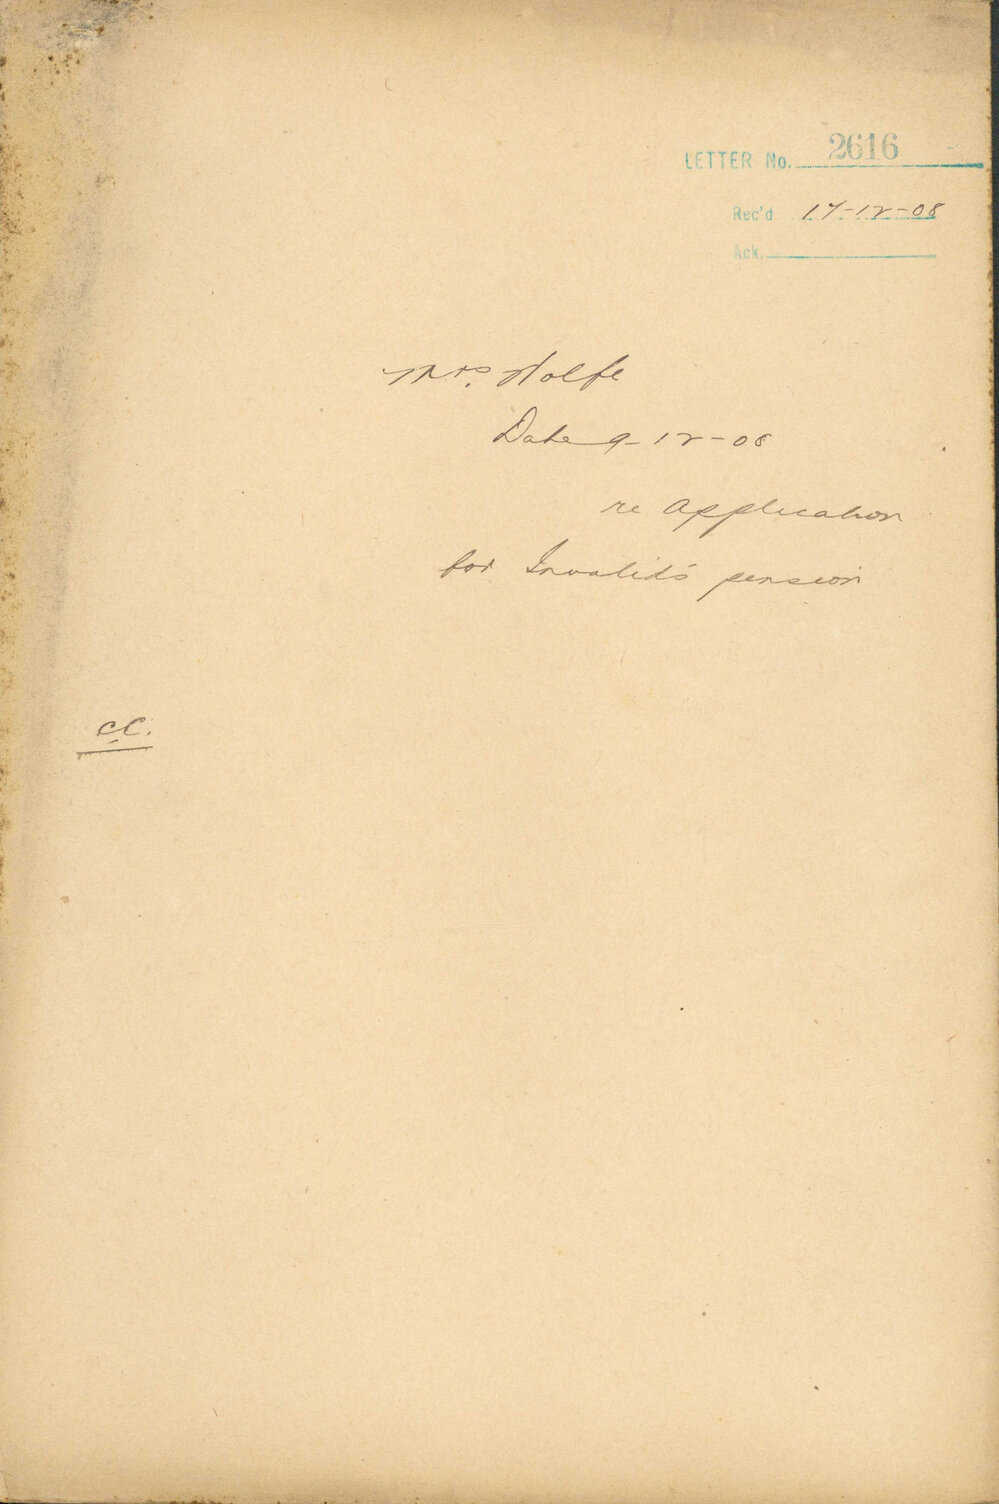 LETTER No. 2616
Rec'd 17-12-08
Ack.
Mrs. Wolfe
Date 9-12-08
re Application
for Invalid's pension
CC.